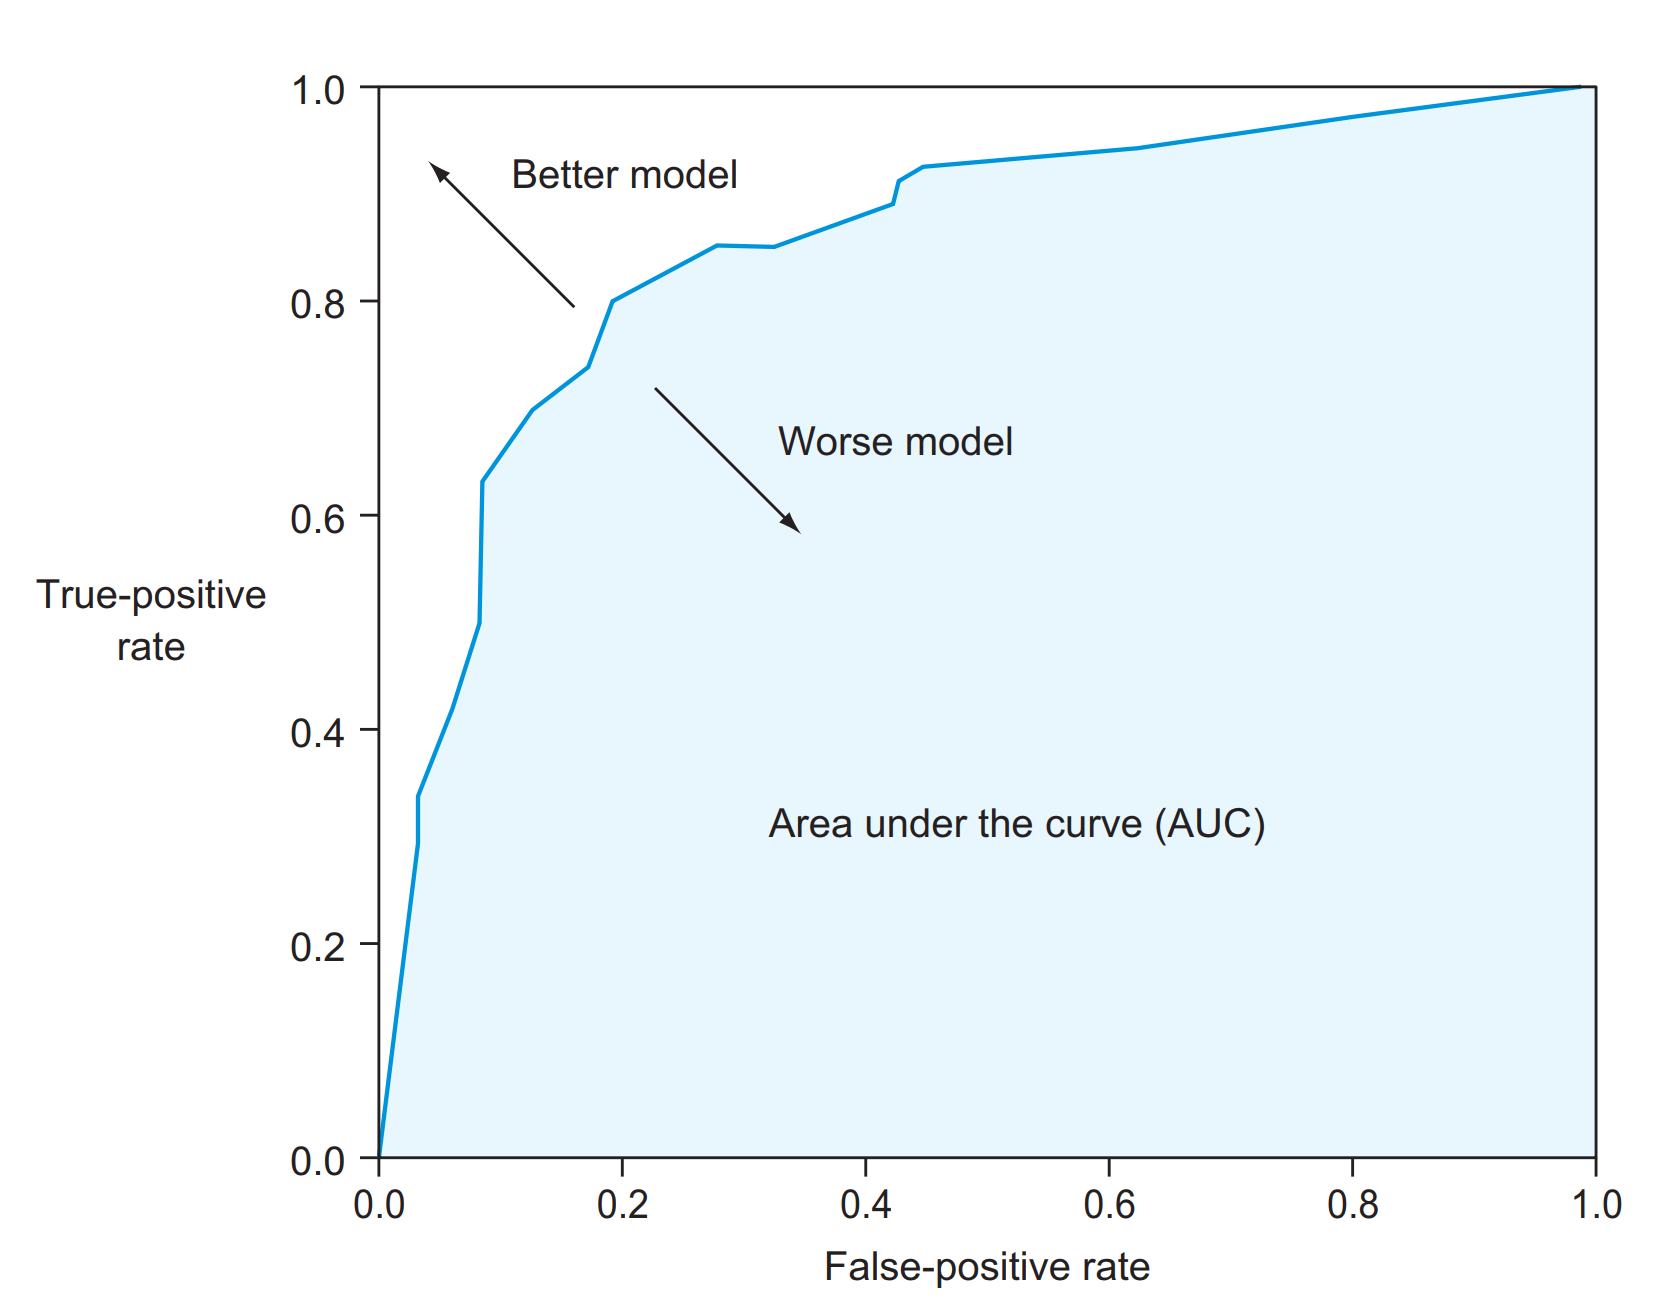 1.0
Better model
0.8
Worse model
0.6
True-positive
rate
0.4
Area under the curve (AUC)
0.2
0.0
0.0 0.2 0.4 0.6 0.8 1.0
False-positive rate